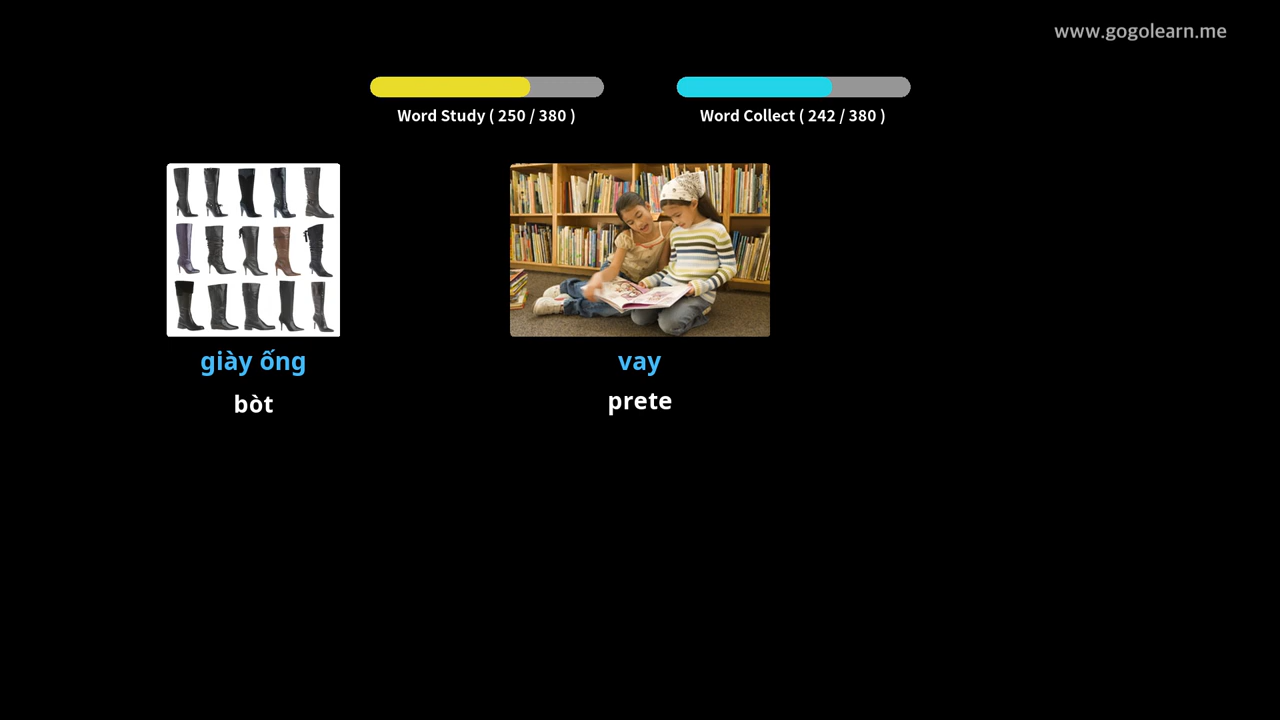 www.gogolearn.me
Word Study ( 250 / 380 )
Word Collect ( 242 / 380 )
giày ống
bòt
vay
prete